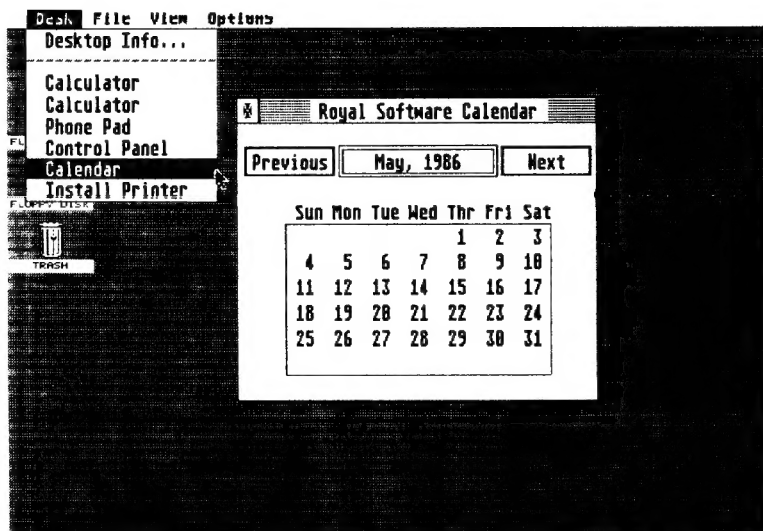 Desk File View Options
Desktop Info...
Calculator
Calculator
Phone Pad
Control Panel
Calendar
Install Printer
FLOPPY DISK
TRASH
Royal Software Calendar
Previous May, 1986 Next
Sun Mon Tue Wed Thr Fri Sat
1 2 3
4 5 6 7 8 9 10
11 12 13 14 15 16 17
18 19 20 21 22 23 24
25 26 27 28 29 30 31